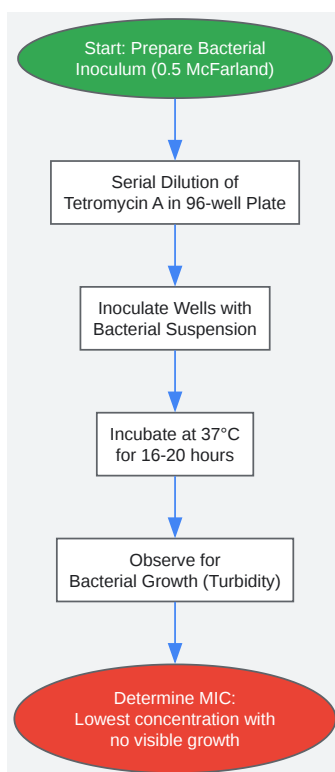 Start: Prepare Bacterial
Inoculum (0.5 McFarland)
Serial Dilution of
Tetromycin A in 96-well Plate
Inoculate Wells with
Bacterial Suspension
Incubate at 37°C
for 16-20 hours
Observe for
Bacterial Growth (Turbidity)
Determine MIC:
Lowest concentration with
no visible growth